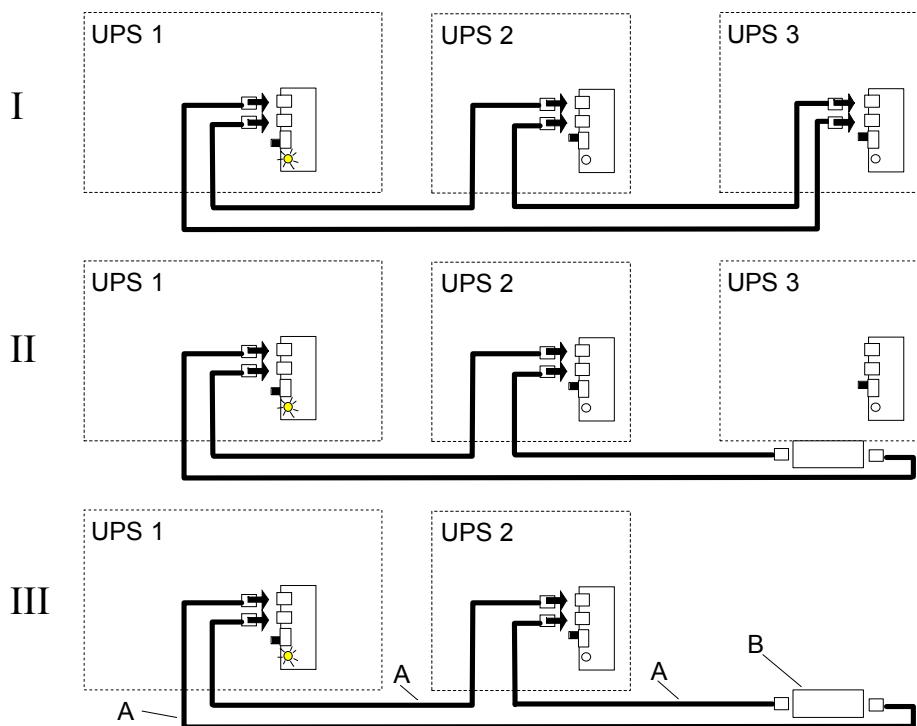 UPS 1 UPS 2 UPS 3
I
UPS 1 UPS 2 UPS 3
II
UPS 1 UPS 2
III
A B
A A